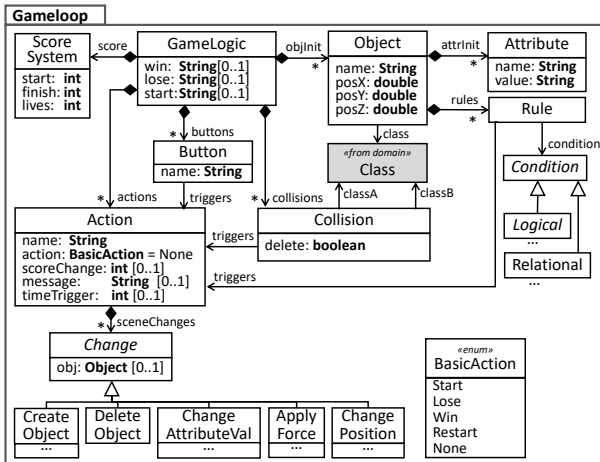 Gameloop
Score
System
start: int
finish: int
lives: int
score
GameLogic
win: String[0..1]
lose: String[0..1]
start:String[0..1]
objInit
*
Object
name: String
posX: double
posY: double
posZ: double
attrInit
*
Attribute
name: String
value: String
rules
*
Rule
condition
Condition
Logical
...
Relational
...
* buttons
Button
name: String
triggers
class
«from domain»
Class
classA
classB
* actions
* collisions
Action
name: String
action: BasicAction = None
scoreChange: int [0..1]
message: String [0..1]
timeTrigger: int [0..1]
triggers
Collision
delete: boolean
triggers
* sceneChanges
Change
obj: Object [0..1]
Create
Object
...
Delete
Object
Change
AttributeVal
...
Apply
Force
...
Change
Position
...
«enum»
BasicAction
Start
Lose
Win
Restart
None